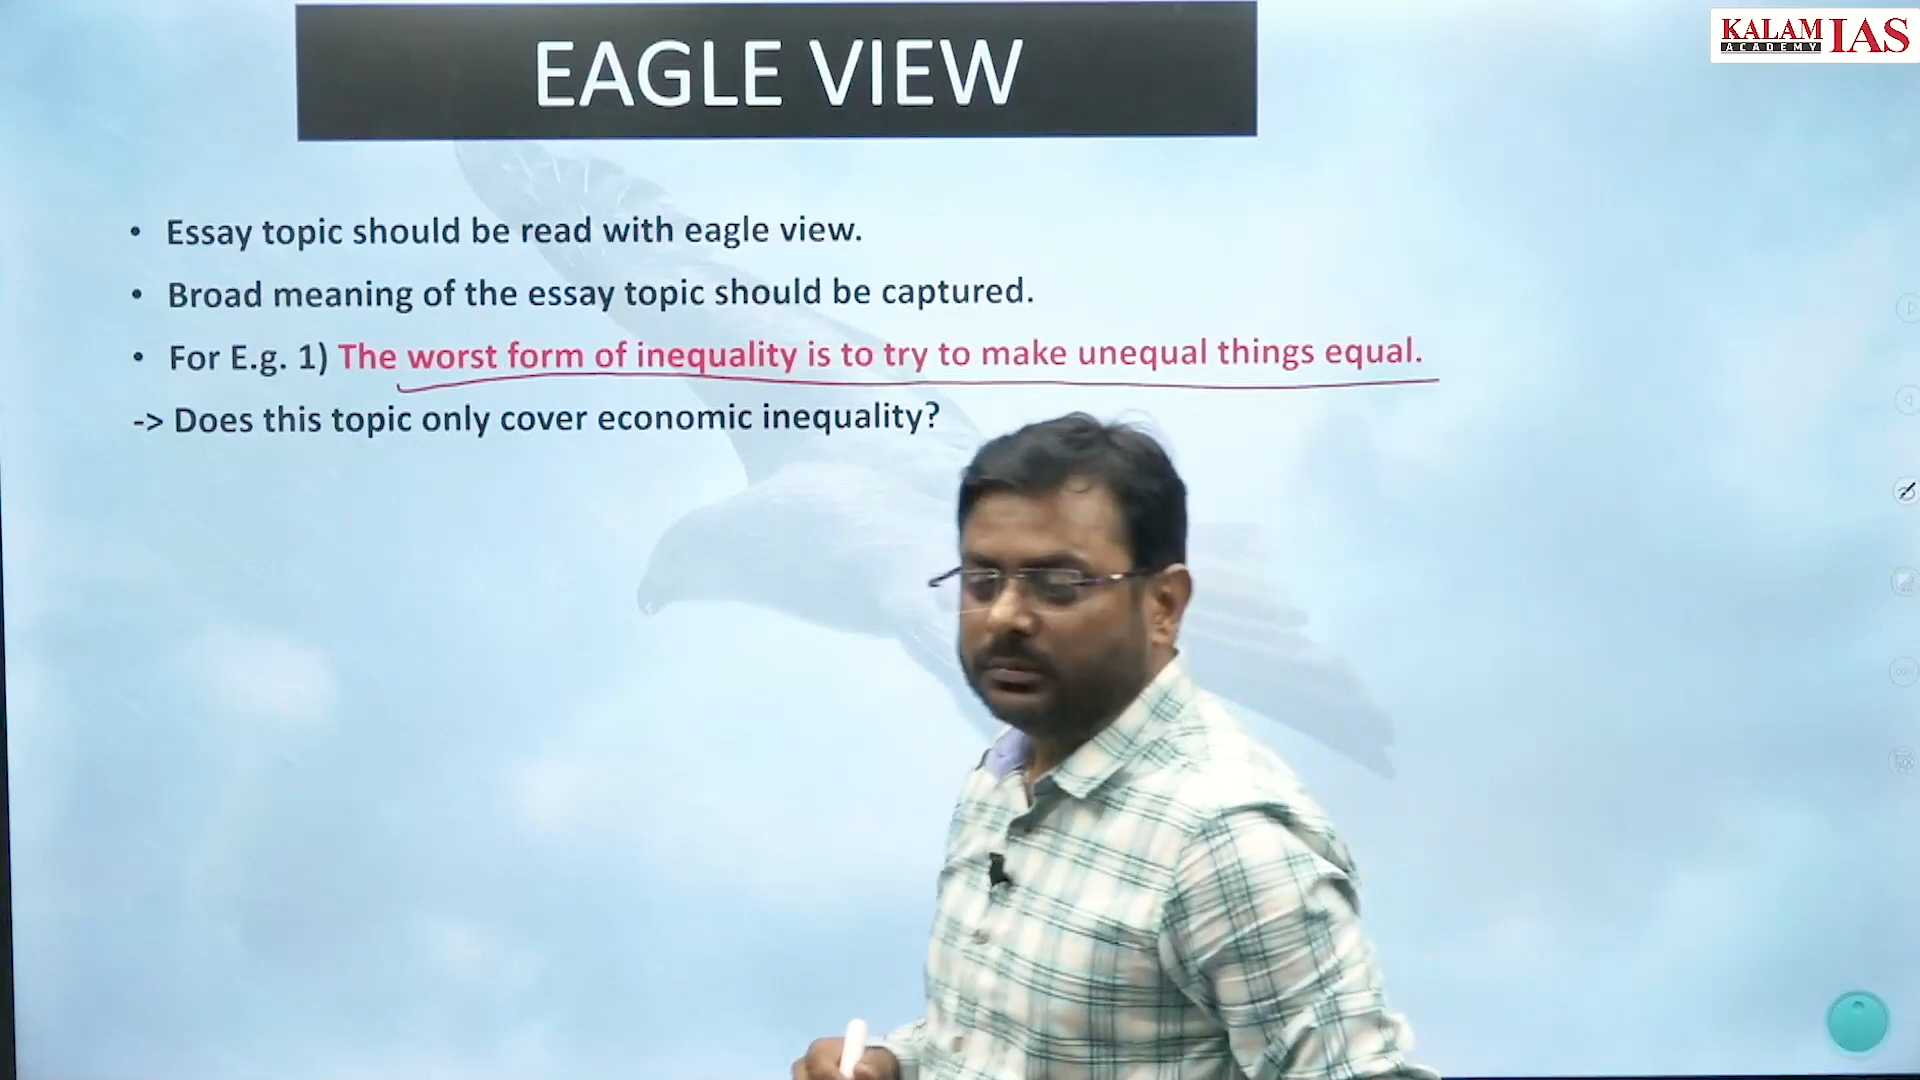 KALAM IAS
ACADEMY
EAGLE VIEW
• Essay topic should be read with eagle view.
• Broad meaning of the essay topic should be captured.
• For E.g. 1) The worst form of inequality is to try to make unequal things equal.
-> Does this topic only cover economic inequality?